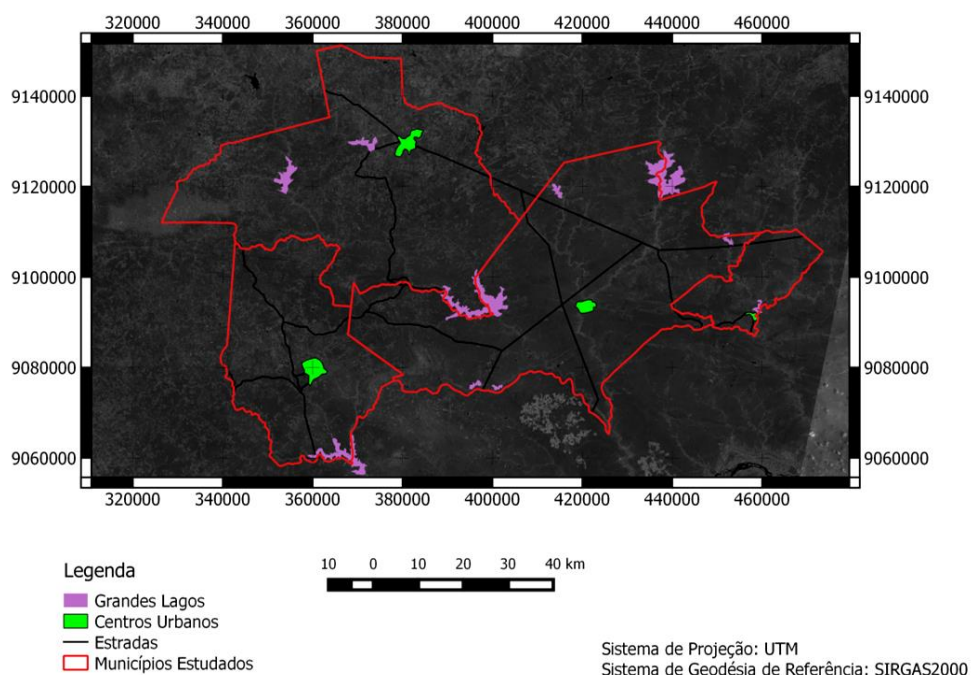 320000 340000 360000 380000 400000 420000 440000 460000
9140000 9140000
9120000 9120000
9100000 9100000
9080000 9080000
9060000 9060000
320000 340000 360000 380000 400000 420000 440000 460000
10 0 10 20 30 40 km
Legenda
Grandes Lagos
Centros Urbanos
Estradas
Municípios Estudados
Sistema de Projeção: UTM
Sistema de Geodésia de Referência: SIRGAS2000